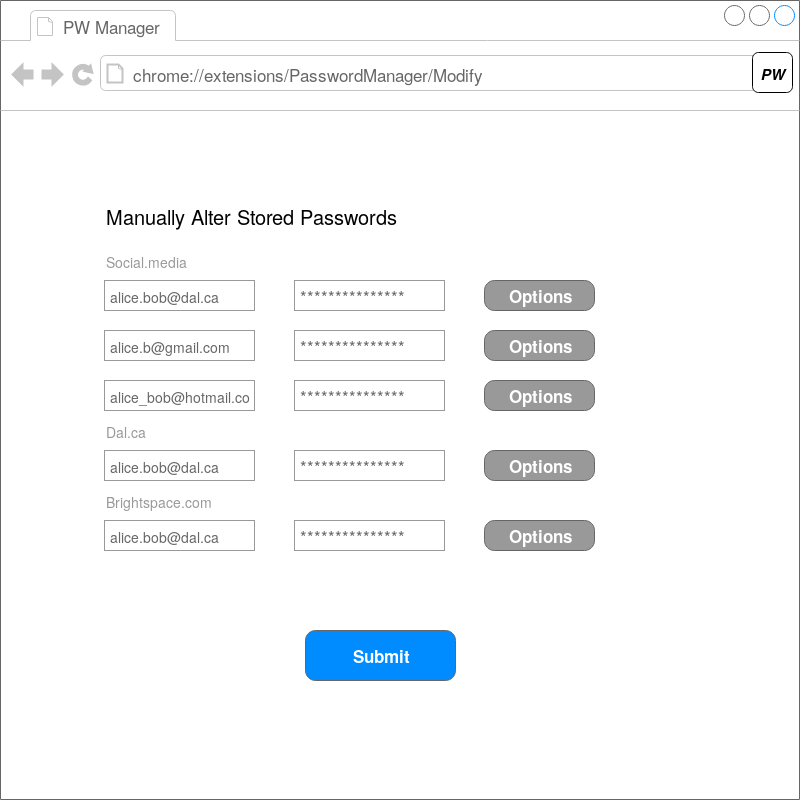 PW Manager
chrome://extensions/PasswordManager/Modify
PW
Manually Alter Stored Passwords
Social.media
alice.bob@dal.ca *************** Options
alice.b@gmail.com *************** Options
alice_bob@hotmail.co *************** Options
Dal.ca
alice.bob@dal.ca *************** Options
Brightspace.com
alice.bob@dal.ca *************** Options
Submit